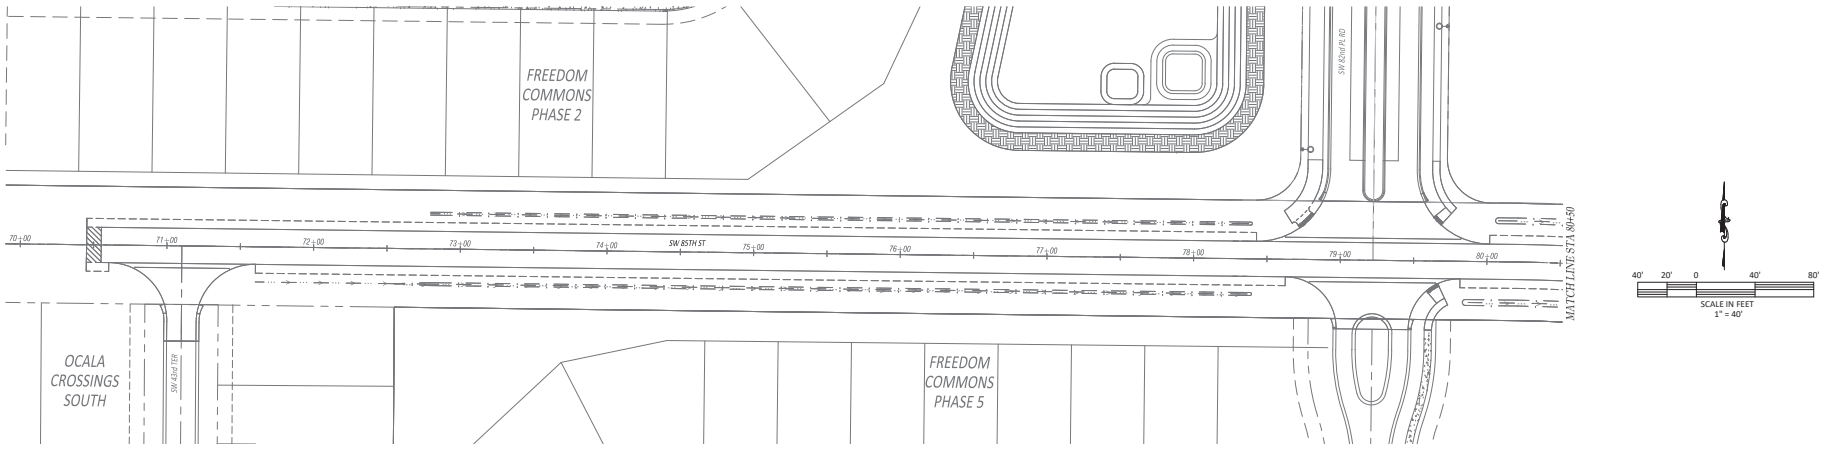 SW 82nd PL RD
FREEDOM
COMMONS
PHASE 2
70+00
71+00
72+00
73+00
74+00
SW 85TH ST
75+00
76+00
77+00
78+00
79+00
80+00
MATCH LINE STA 80+50
40' 20' 0 40' 80'
SCALE IN FEET
1" = 40'
OCALA
CROSSINGS
SOUTH
SW 43rd TER
FREEDOM
COMMONS
PHASE 5